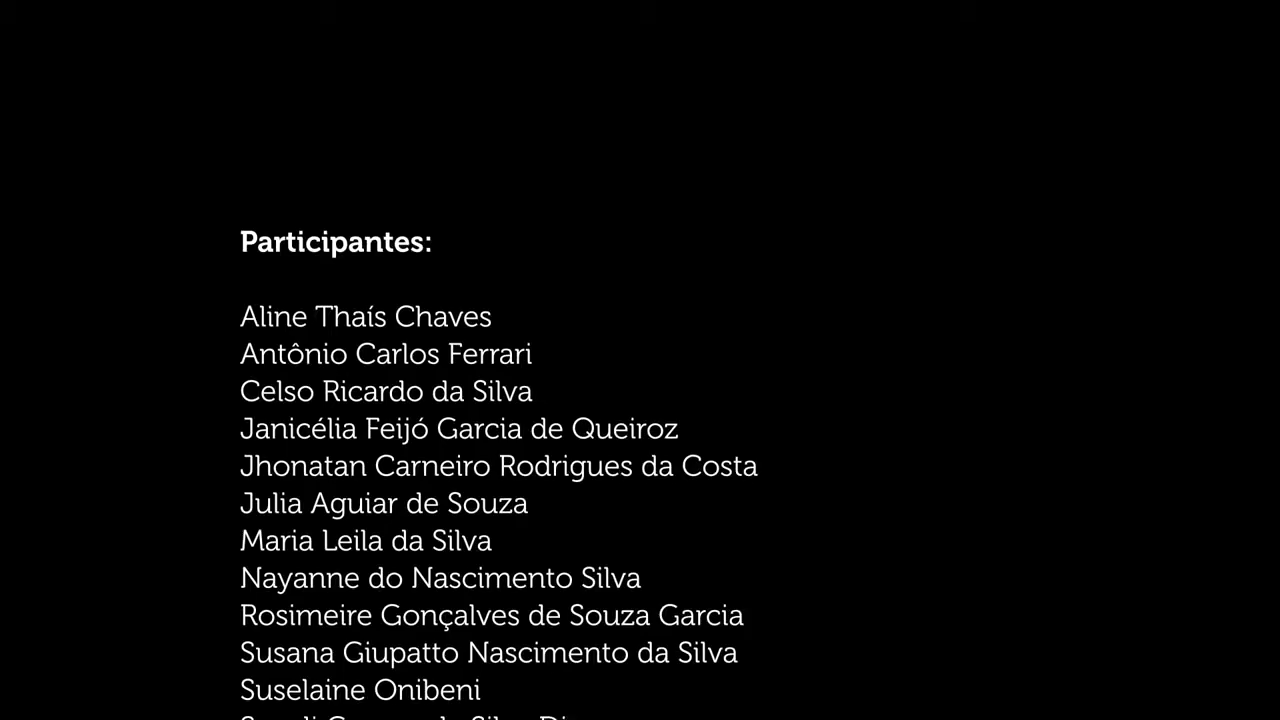 Participantes:
Aline Thaís Chaves
Antônio Carlos Ferrari
Celso Ricardo da Silva
Janicélia Feijó Garcia de Queiroz
Jhonatan Carneiro Rodrigues da Costa
Julia Aguiar de Souza
Maria Leila da Silva
Nayanne do Nascimento Silva
Rosimeire Gonçalves de Souza Garcia
Susana Giupatto Nascimento da Silva
Suselaine Onibeni